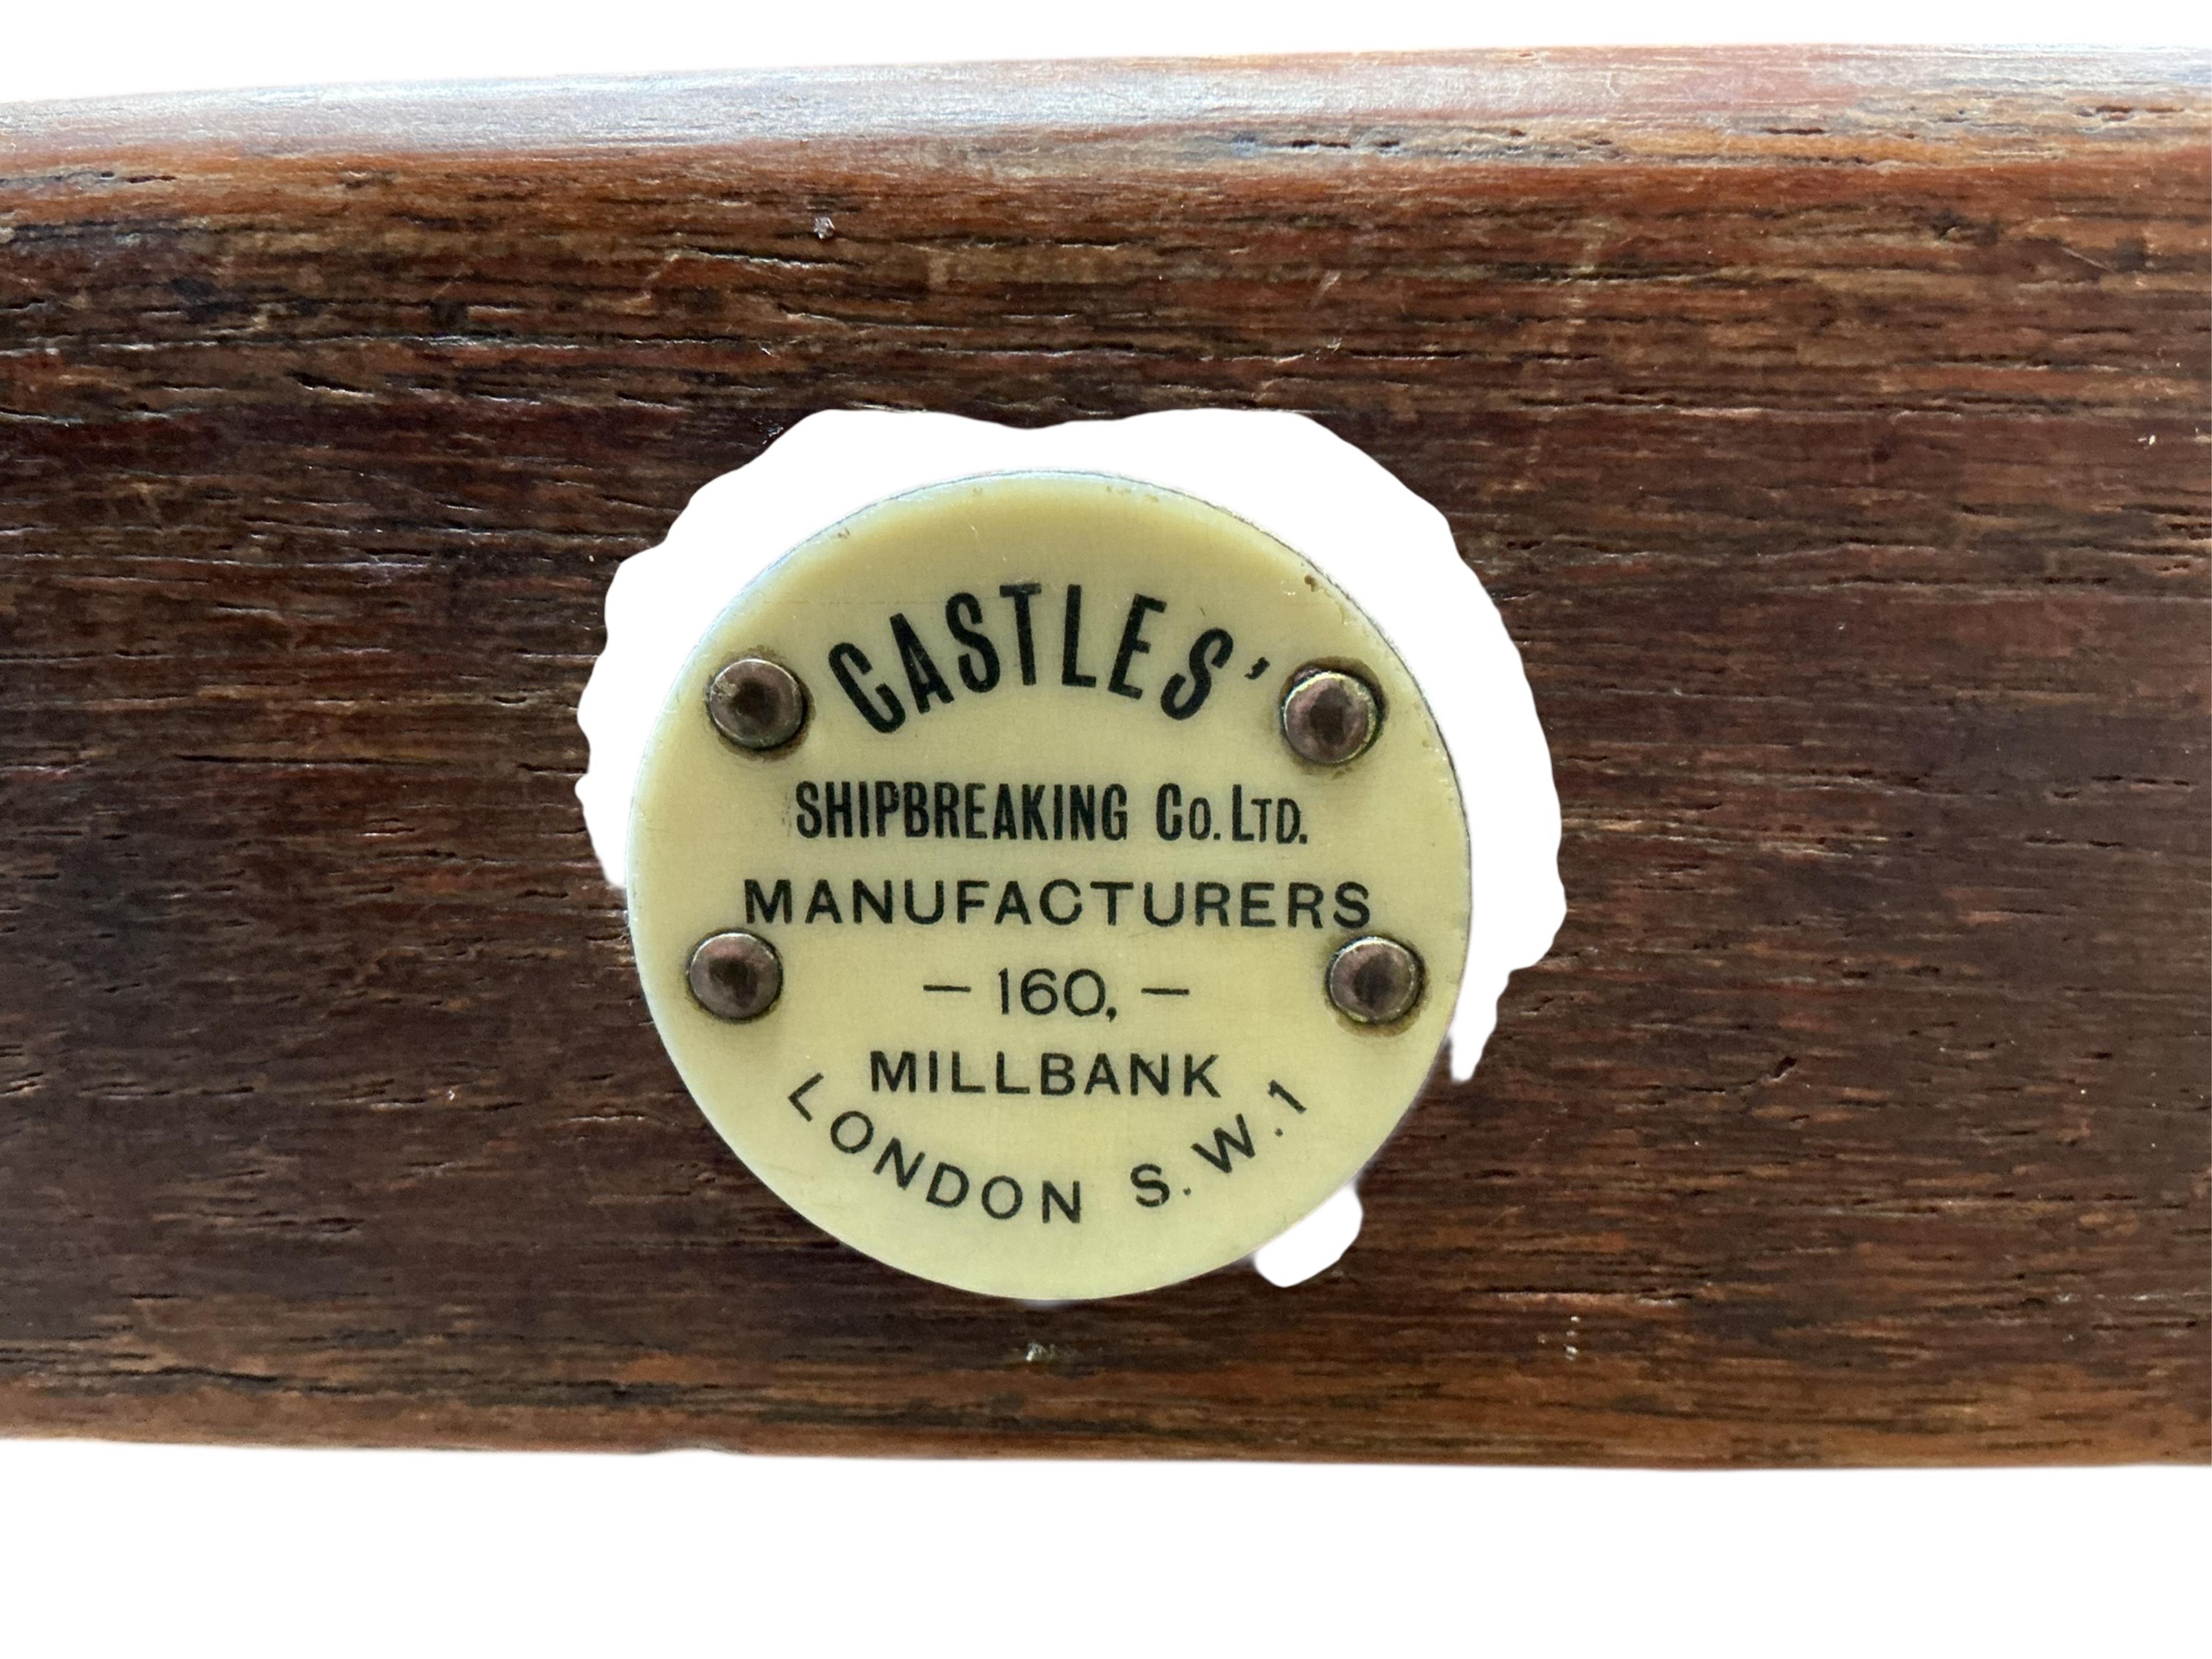 CASTLES'
SHIPBREAKING CO. LTD.
MANUFACTURERS
— 160, —
MILLBANK
LONDON S.W.1